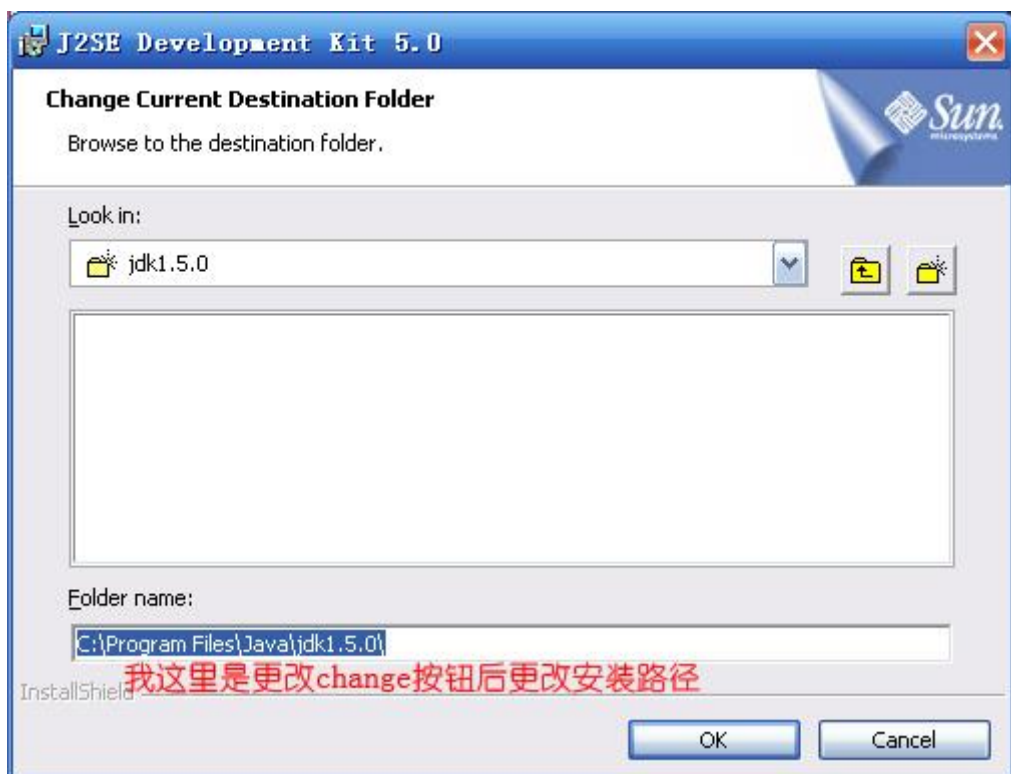 J2SE Development Kit 5.0
Change Current Destination Folder
Browse to the destination folder.
Sun
microsystems
Look in:
jdk1.5.0
Folder name:
C:\Program Files\Java\jdk1.5.0\
我这里是更改change按钮后更改安装路径
InstallShield
OK
Cancel